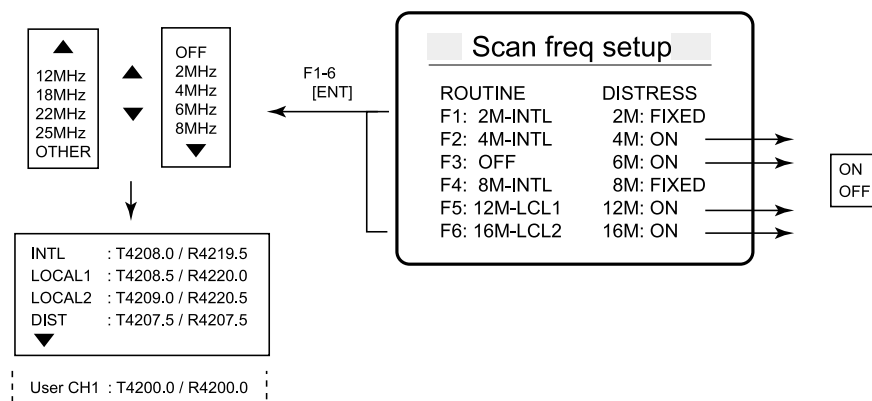 Scan freq setup
ROUTINE DISTRESS
F1: 2M-INTL 2M: FIXED
F2: 4M-INTL 4M: ON
F3: OFF 6M: ON
F4: 8M-INTL 8M: FIXED
F5: 12M-LCL1 12M: ON
F6: 16M-LCL2 16M: ON
ON
OFF
F1-6
[ENT]
OFF
2MHz
4MHz
6MHz
8MHz
12MHz
18MHz
22MHz
25MHz
OTHER
INTL : T4208.0 / R4219.5
LOCAL1 : T4208.5 / R4220.0
LOCAL2 : T4209.0 / R4220.5
DIST : T4207.5 / R4207.5
User CH1 : T4200.0 / R4200.0